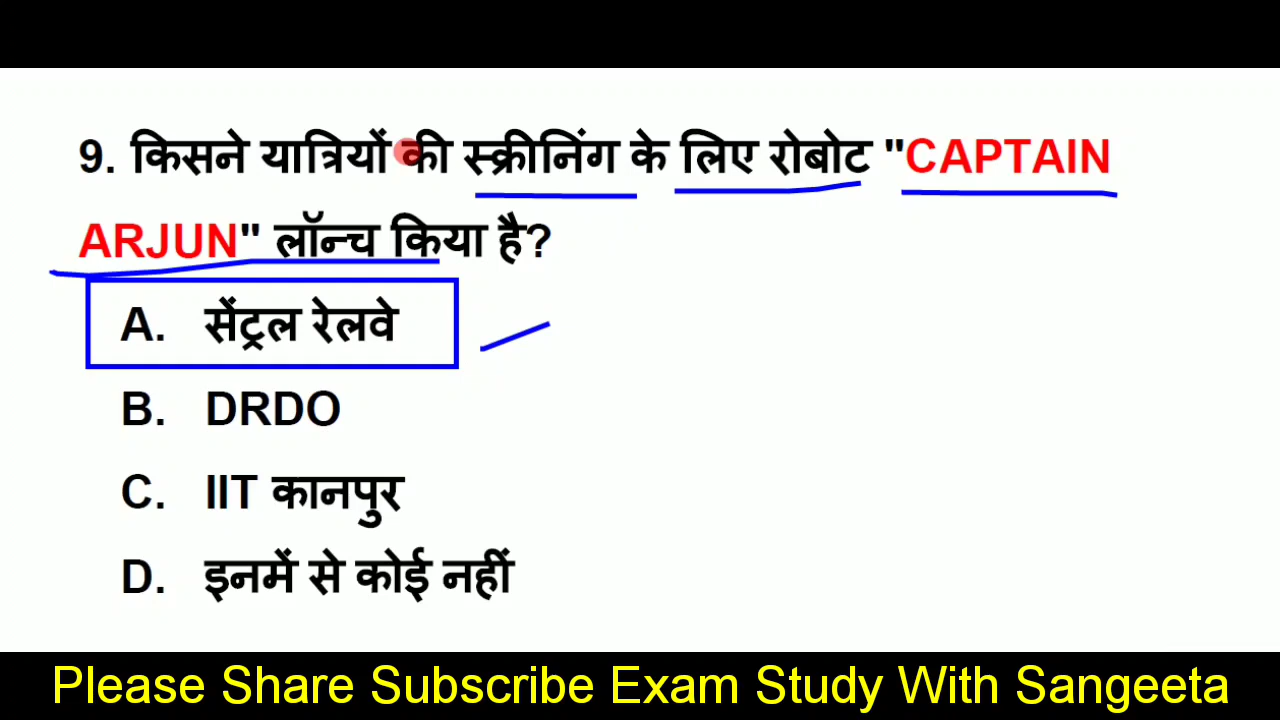 9. किसने यात्रियों की स्क्रीनिंग के लिए रोबोट "CAPTAIN
ARJUN" लॉन्च किया है?
A. सेंट्रल रेलवे
B. DRDO
C. IIT कानपुर
D. इनमें से कोई नहीं
Please Share Subscribe Exam Study With Sangeeta